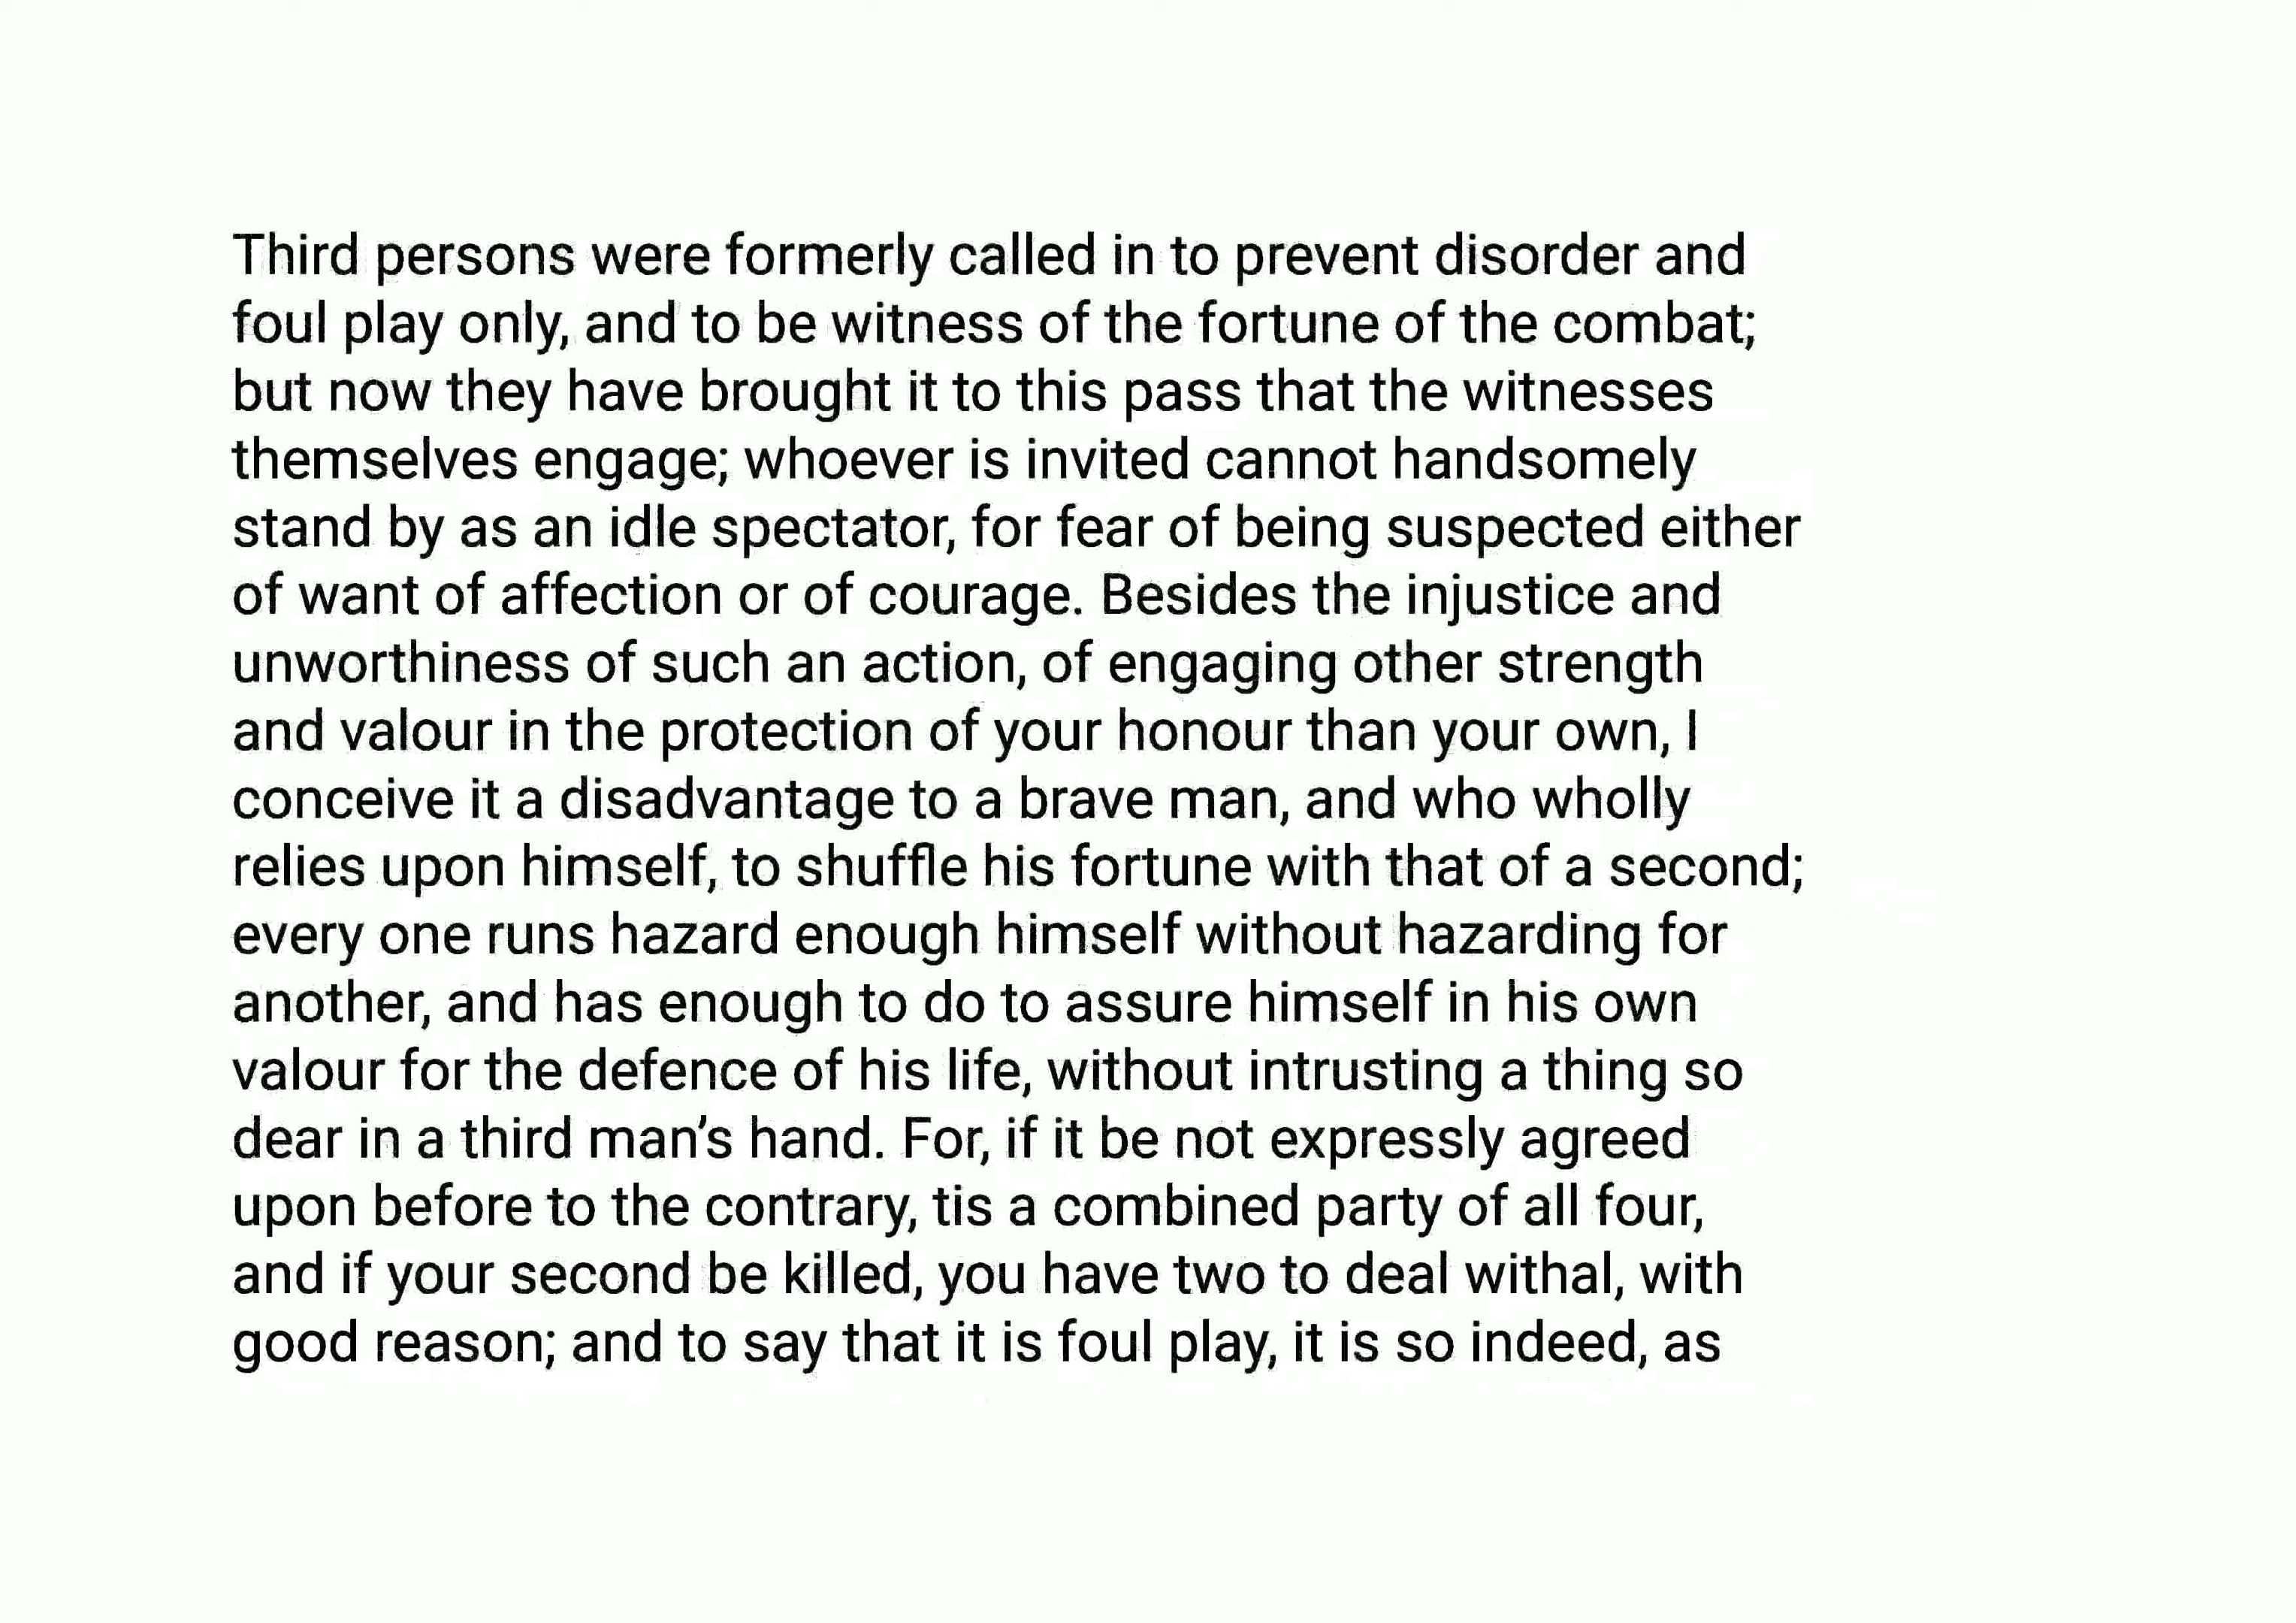 Third persons were formerly called in to prevent disorder and
foul play only, and to be witness of the fortune of the combat;
but now they have brought it to this pass that the witnesses
themselves engage; whoever is invited cannot handsomely
stand by as an idle spectator, for fear of being suspected either
of want of affection or of courage. Besides the injustice and
unworthiness of such an action, of engaging other strength
and valour in the protection of your honour than your own, I
conceive it a disadvantage to a brave man, and who wholly
relies upon himself, to shuffle his fortune with that of a second;
every one runs hazard enough himself without hazarding for
another, and has enough to do to assure himself in his own
valour for the defence of his life, without intrusting a thing so
dear in a third man’s hand. For, if it be not expressly agreed
upon before to the contrary, tis a combined party of all four,
and if your second be killed, you have two to deal withal, with
good reason; and to say that it is foul play, it is so indeed, as